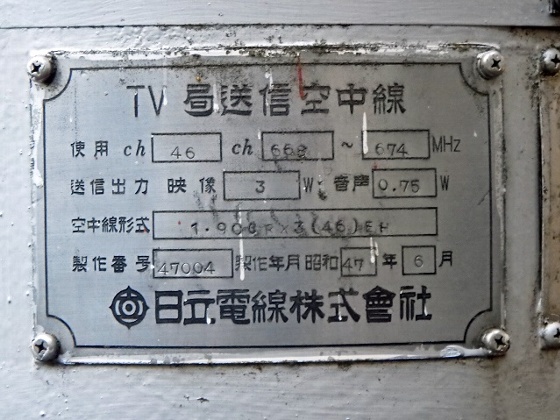 TV 局送信空中線
使用 ch 46 ch 668 ~ 674 MHz
送信出力 映像 3 W 音声 0.75 W
空中線形式
製作番号 47004 製作年月 昭和 47 年 6 月
日立電線株式會社